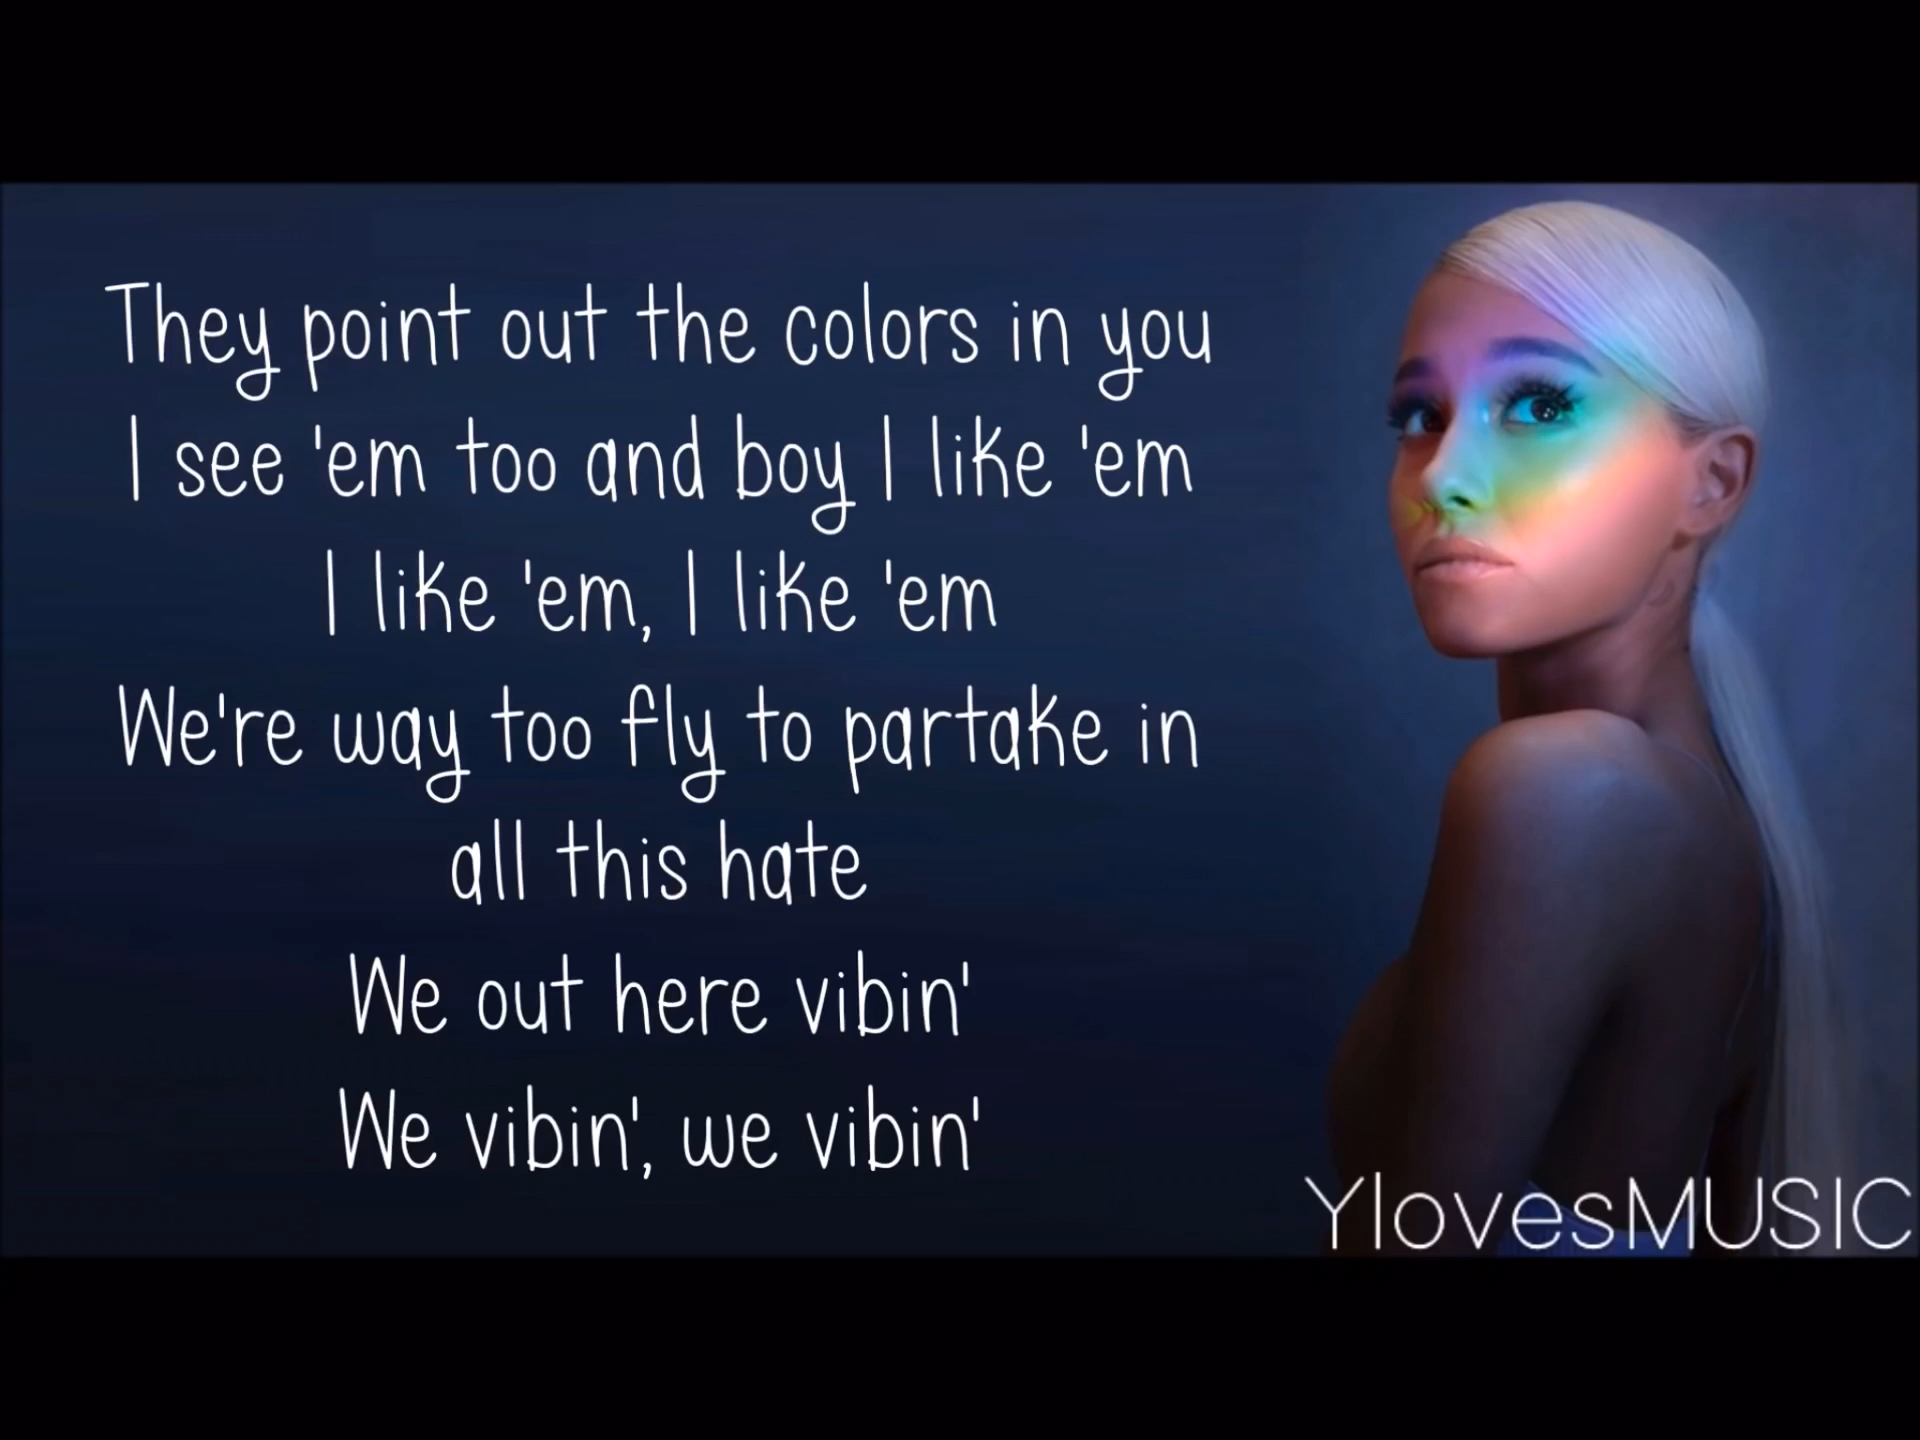 They point out the colors in you
I see 'em too and boy I like 'em
I like 'em, I like 'em
We're way too fly to partake in
all this hate
We out here vibin'
We vibin', we vibin'
YlovesMUSIC